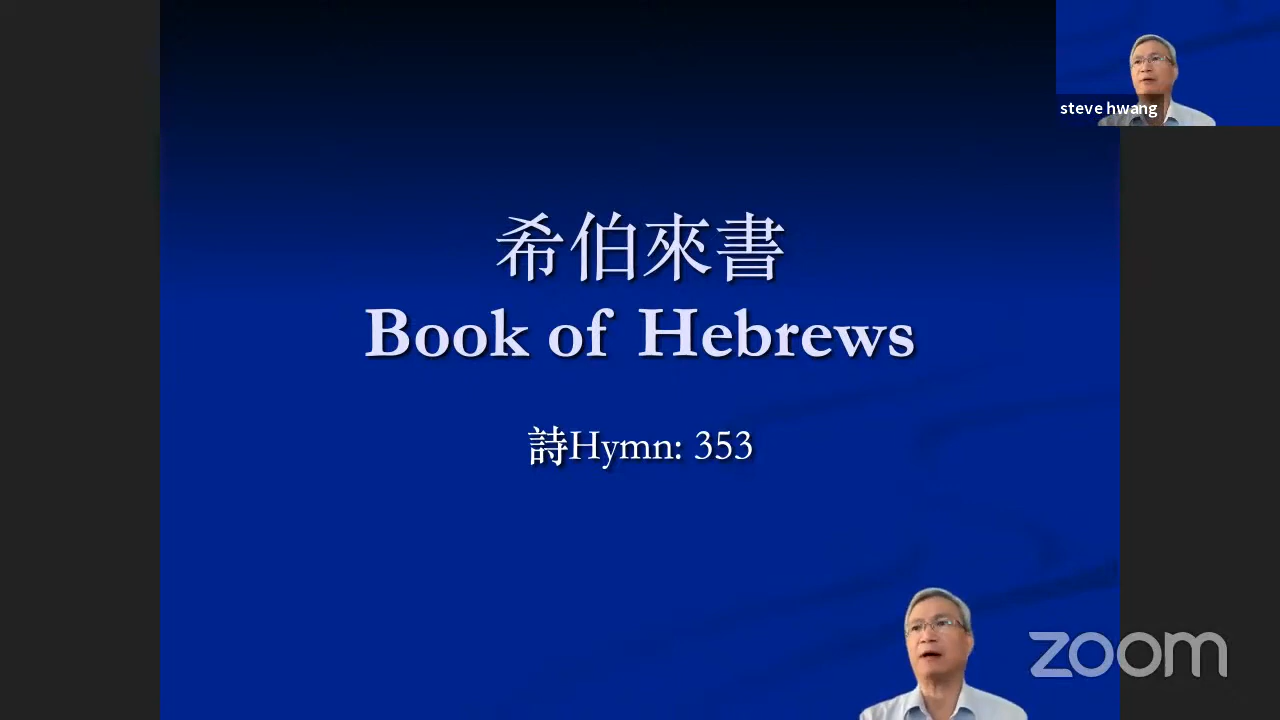 steve hwang
希伯來書
Book of Hebrews
詩Hymn: 353
zoom